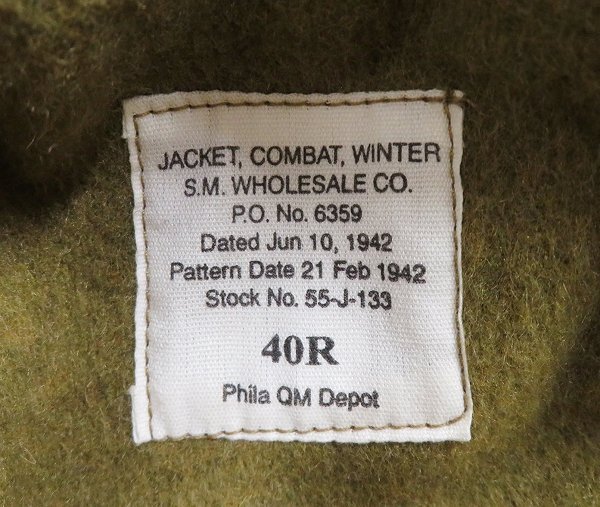 JACKET, COMBAT, WINTER
S.M. WHOLESALE CO.
P.O. No. 6359
Dated Jun 10, 1942
Pattern Date 21 Feb 1942
Stock No. 55-J-133
40R
Phila QM Depot